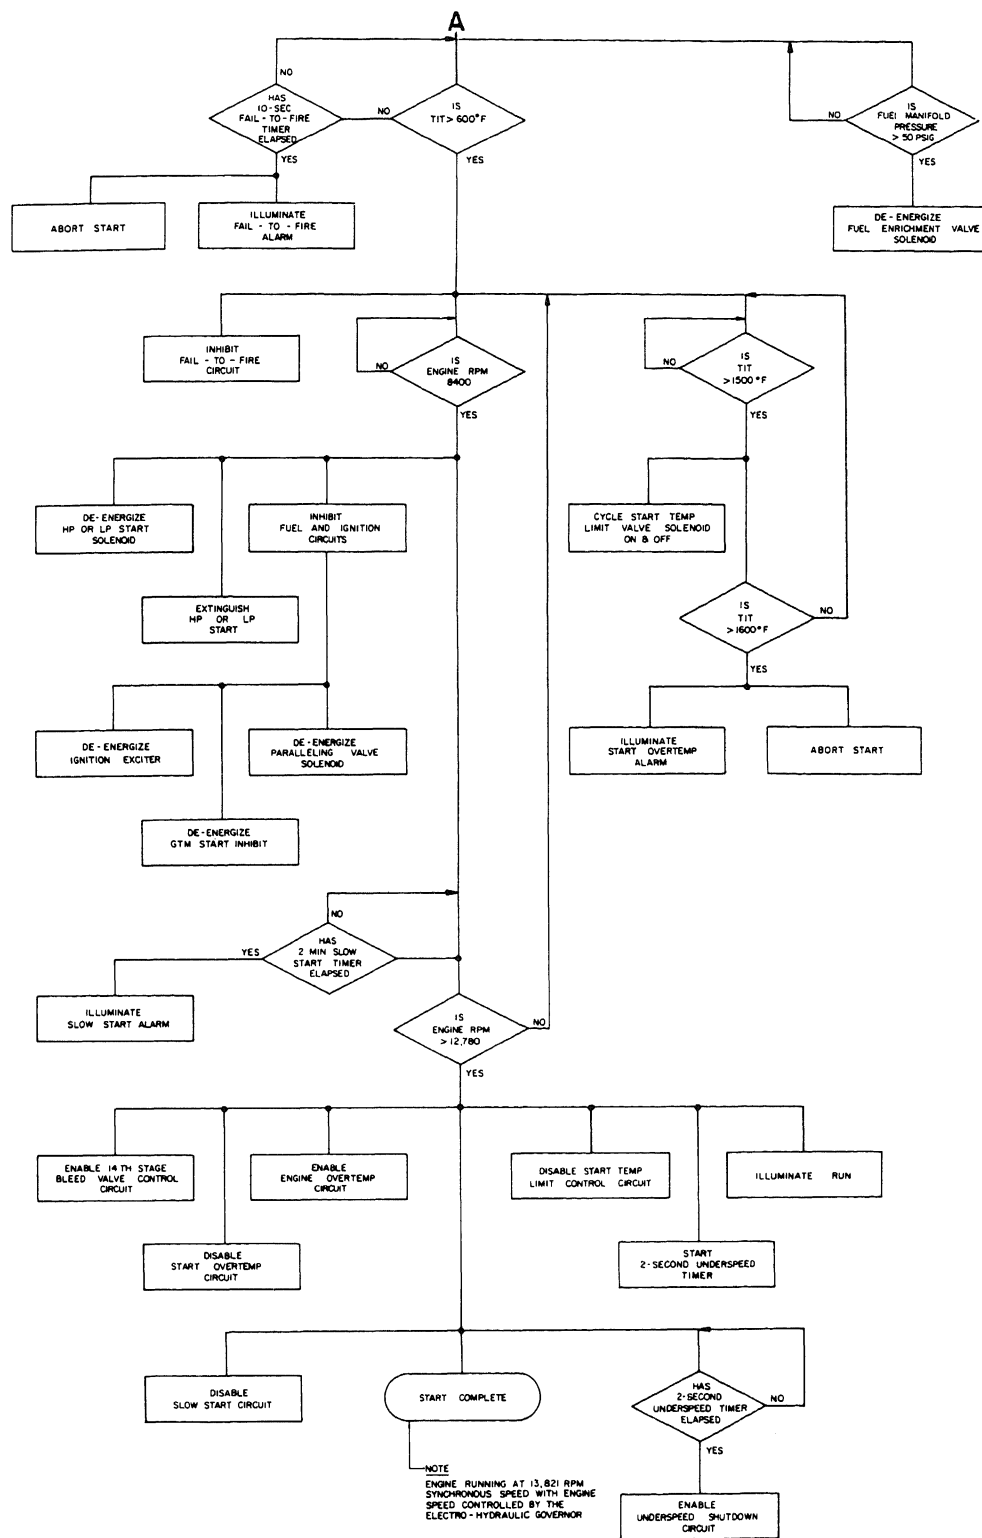 A
NO
HAS
10-SEC
FAIL-TO-FIRE
TIMER
ELAPSED
NO
IS
TIT> 600°F
NO
IS
FUEL MANIFOLD
PRESSURE
> 50 PSIG
YES
YES
YES
ABORT START
ILLUMINATE
FAIL - TO - FIRE
ALARM
DE-ENERGIZE
FUEL ENRICHMENT VALVE
SOLENOID
INHIBIT
FAIL - TO - FIRE
CIRCUIT
NO
IS
ENGINE RPM
8400
NO
IS
TIT
>1500°F
YES
YES
DE-ENERGIZE
HP OR LP START
SOLENOID
INHIBIT
FUEL AND IGNITION
CIRCUITS
CYCLE START TEMP
LIMIT VALVE SOLENOID
ON & OFF
EXTINGUISH
HP OR LP
START
IS
TIT
>1600°F
NO
YES
DE-ENERGIZE
IGNITION EXCITER
DE-ENERGIZE
PARALLELING VALVE
SOLENOID
ILLUMINATE
START OVERTEMP
ALARM
ABORT START
DE-ENERGIZE
GTM START INHIBIT
NO
YES
HAS
2 MIN SLOW
START TIMER
ELAPSED
ILLUMINATE
SLOW START ALARM
IS
ENGINE RPM
>12,780
NO
YES
ENABLE 14TH STAGE
BLEED VALVE CONTROL
CIRCUIT
ENABLE
ENGINE OVERTEMP
CIRCUIT
DISABLE START TEMP
LIMIT CONTROL CIRCUIT
ILLUMINATE RUN
DISABLE
START OVERTEMP
CIRCUIT
START
2-SECOND UNDERSPEED
TIMER
DISABLE
SLOW START CIRCUIT
START COMPLETE
HAS
2-SECOND
UNDERSPEED TIMER
ELAPSED
NO
YES
NOTE
ENGINE RUNNING AT 13,821 RPM
SYNCHRONOUS SPEED WITH ENGINE
SPEED CONTROLLED BY THE
ELECTRO-HYDRAULIC GOVERNOR
ENABLE
UNDERSPEED SHUTDOWN
CIRCUIT